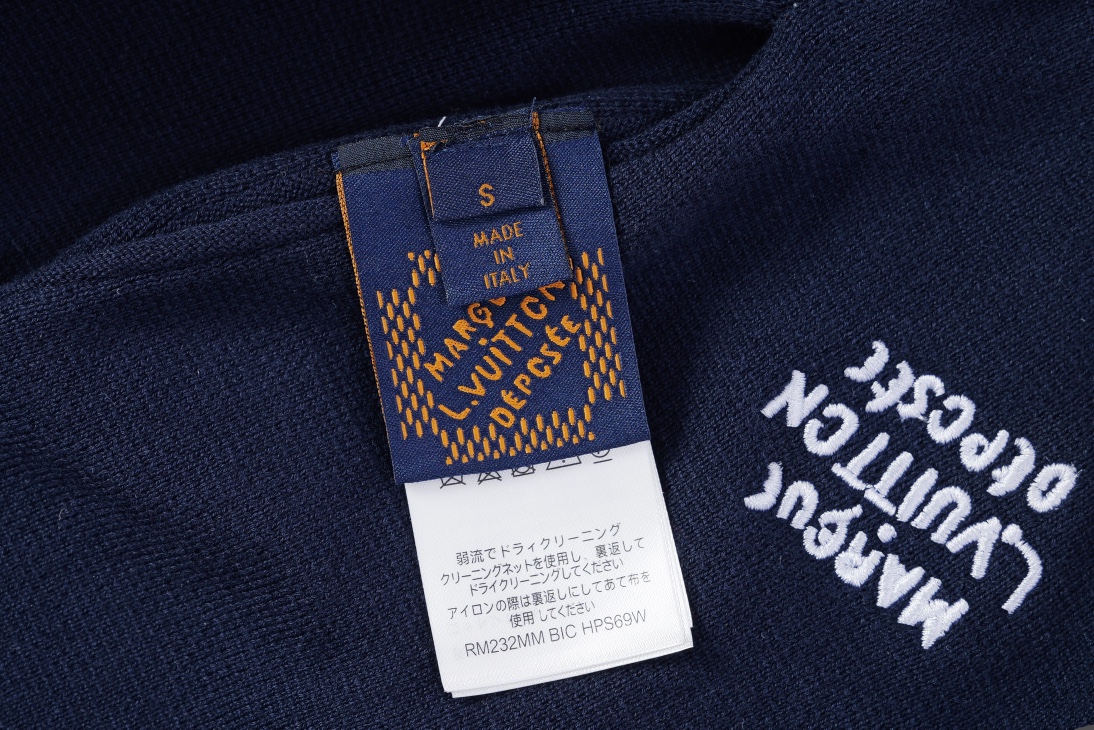 S
MADE
IN
ITALY
MARQUE
L.VUITTON
DÉPOSÉE
弱流でドライクリーニング
クリーニングネットを使用し、裏返して
ドライクリーニングしてください
アイロンの際は裏返しにしてあて布を
使用してください
RM232MM BIC HPS69W
MARQUE
L.VUITTON
DÉPOSÉE